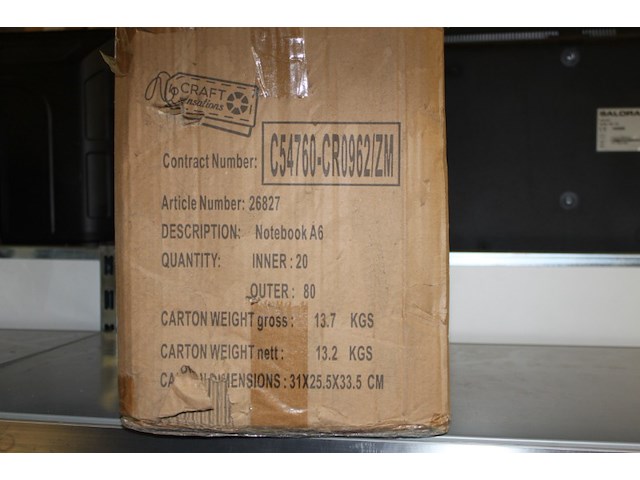 CRAFT
Sensations
SALORA
Contract Number: C54760-CR0962/ZM
Article Number: 26827
DESCRIPTION: Notebook A6
QUANTITY: INNER : 20
OUTER : 80
CARTON WEIGHT gross : 13.7 KGS
CARTON WEIGHT nett : 13.2 KGS
DIMENSIONS : 31X25.5X33.5 CM